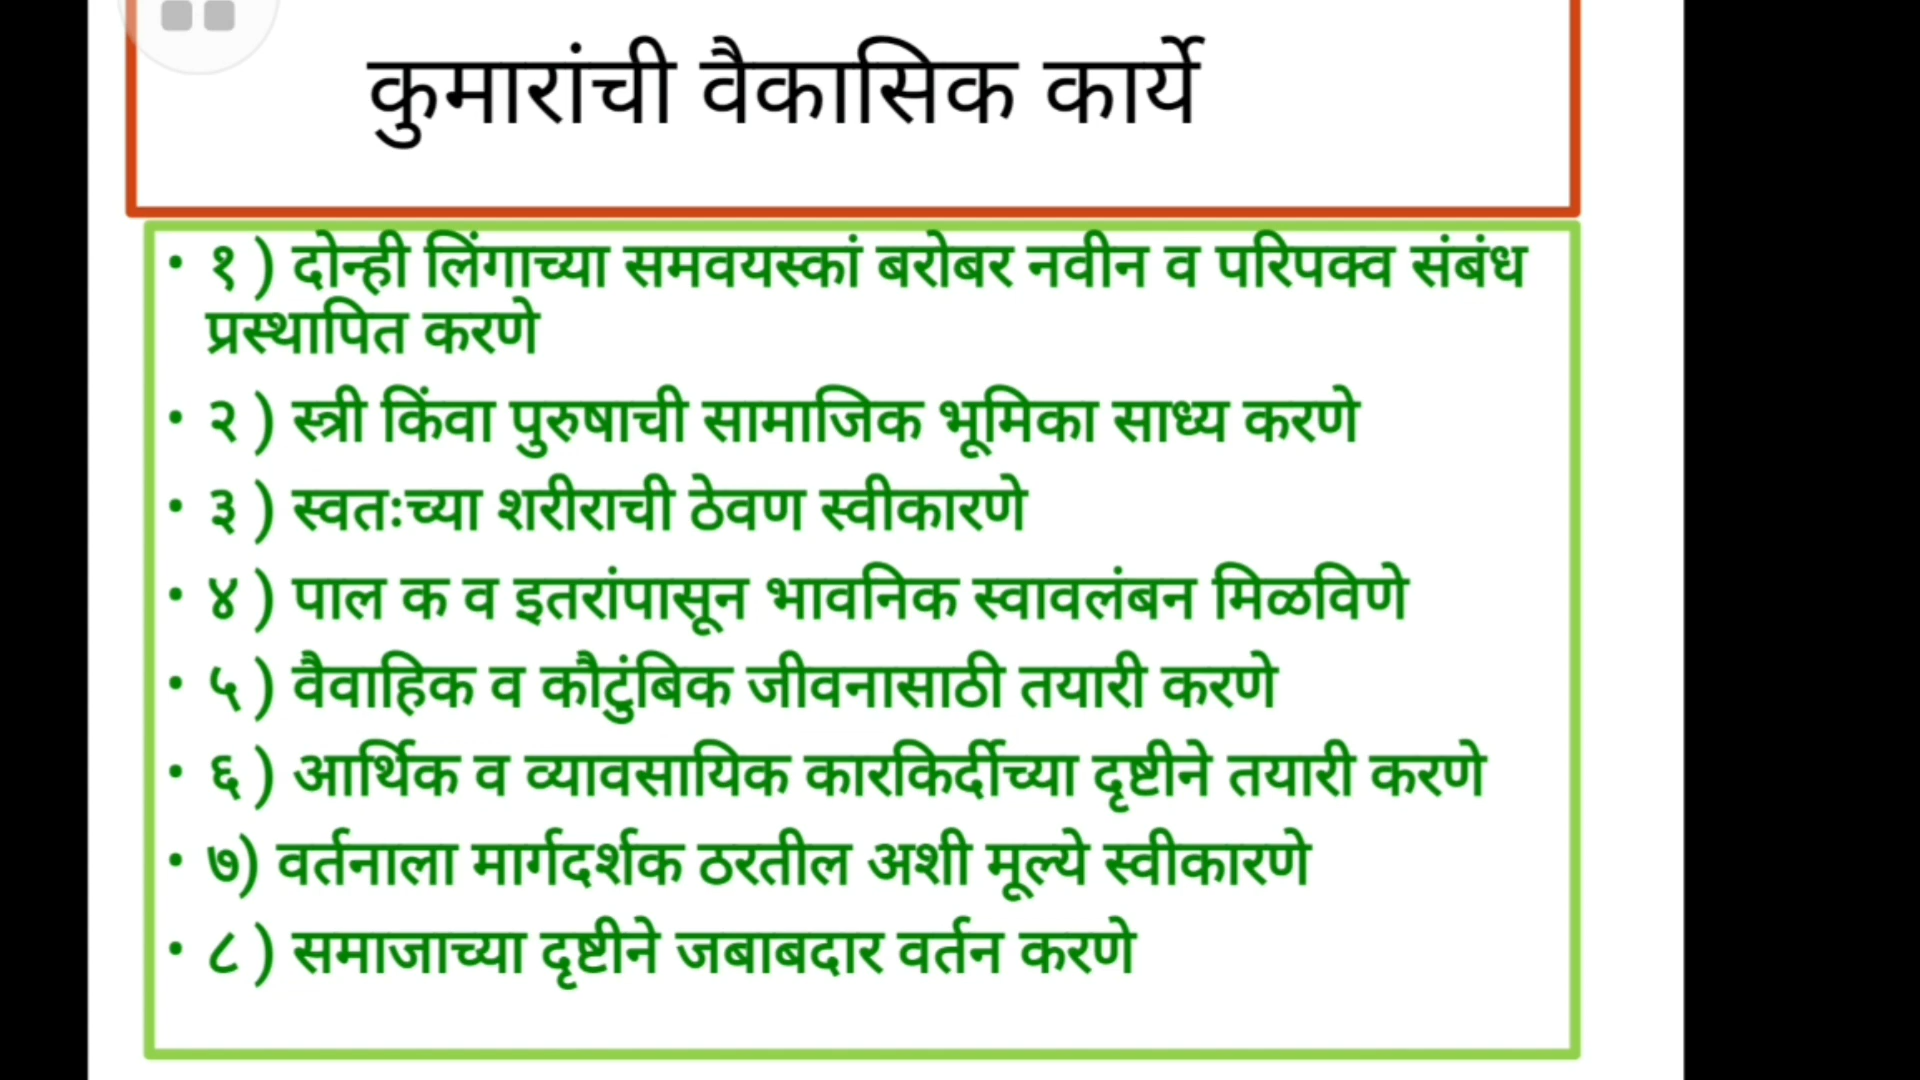 कुमारांची वैकासिक कार्ये
• १ ) दोन्ही लिंगाच्या समवयस्कां बरोबर नवीन व परिपक्व संबंध
प्रस्थापित करणे
• २ ) स्त्री किंवा पुरुषाची सामाजिक भूमिका साध्य करणे
• ३ ) स्वतःच्या शरीराची ठेवण स्वीकारणे
• ४ ) पाल क व इतरांपासून भावनिक स्वावलंबन मिळविणे
• ५ ) वैवाहिक व कौटुंबिक जीवनासाठी तयारी करणे
• ६ ) आर्थिक व व्यावसायिक कारकिर्दीच्या दृष्टीने तयारी करणे
• ७) वर्तनाला मार्गदर्शक ठरतील अशी मूल्ये स्वीकारणे
• ८ ) समाजाच्या दृष्टीने जबाबदार वर्तन करणे